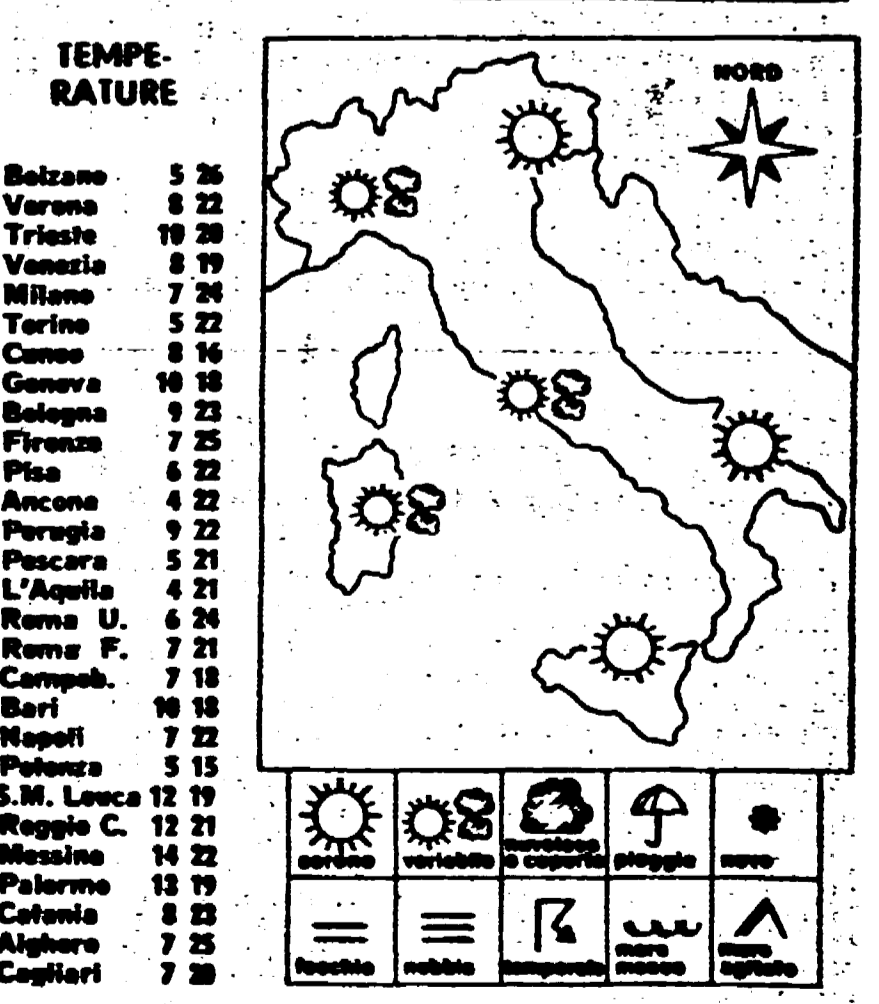 TEMPE-
RATURE
Bolzano 5 26
Verona 8 22
Trieste 10 20
Venezia 8 19
Milano 7 24
Torino 5 22
Cuneo 8 16
Genova 10 18
Bologna 9 23
Firenze 7 25
Pisa 6 22
Ancona 4 22
Perugia 9 22
Pescara 5 21
L'Aquila 4 21
Roma U. 6 24
Roma F. 7 21
Campob. 7 18
Bari 10 18
Napoli 7 22
Potenza 5 15
S.M. Leuca 12 19
Reggio C. 12 21
Messina 14 22
Palermo 13 19
Catania 8 23
Alghero 7 25
Cagliari 7 20
NORD
sereno
variabile
nuvoloso
o coperto
pioggia
neve
foschia
nebbia
temporale
mare
mosso
mare
agitato